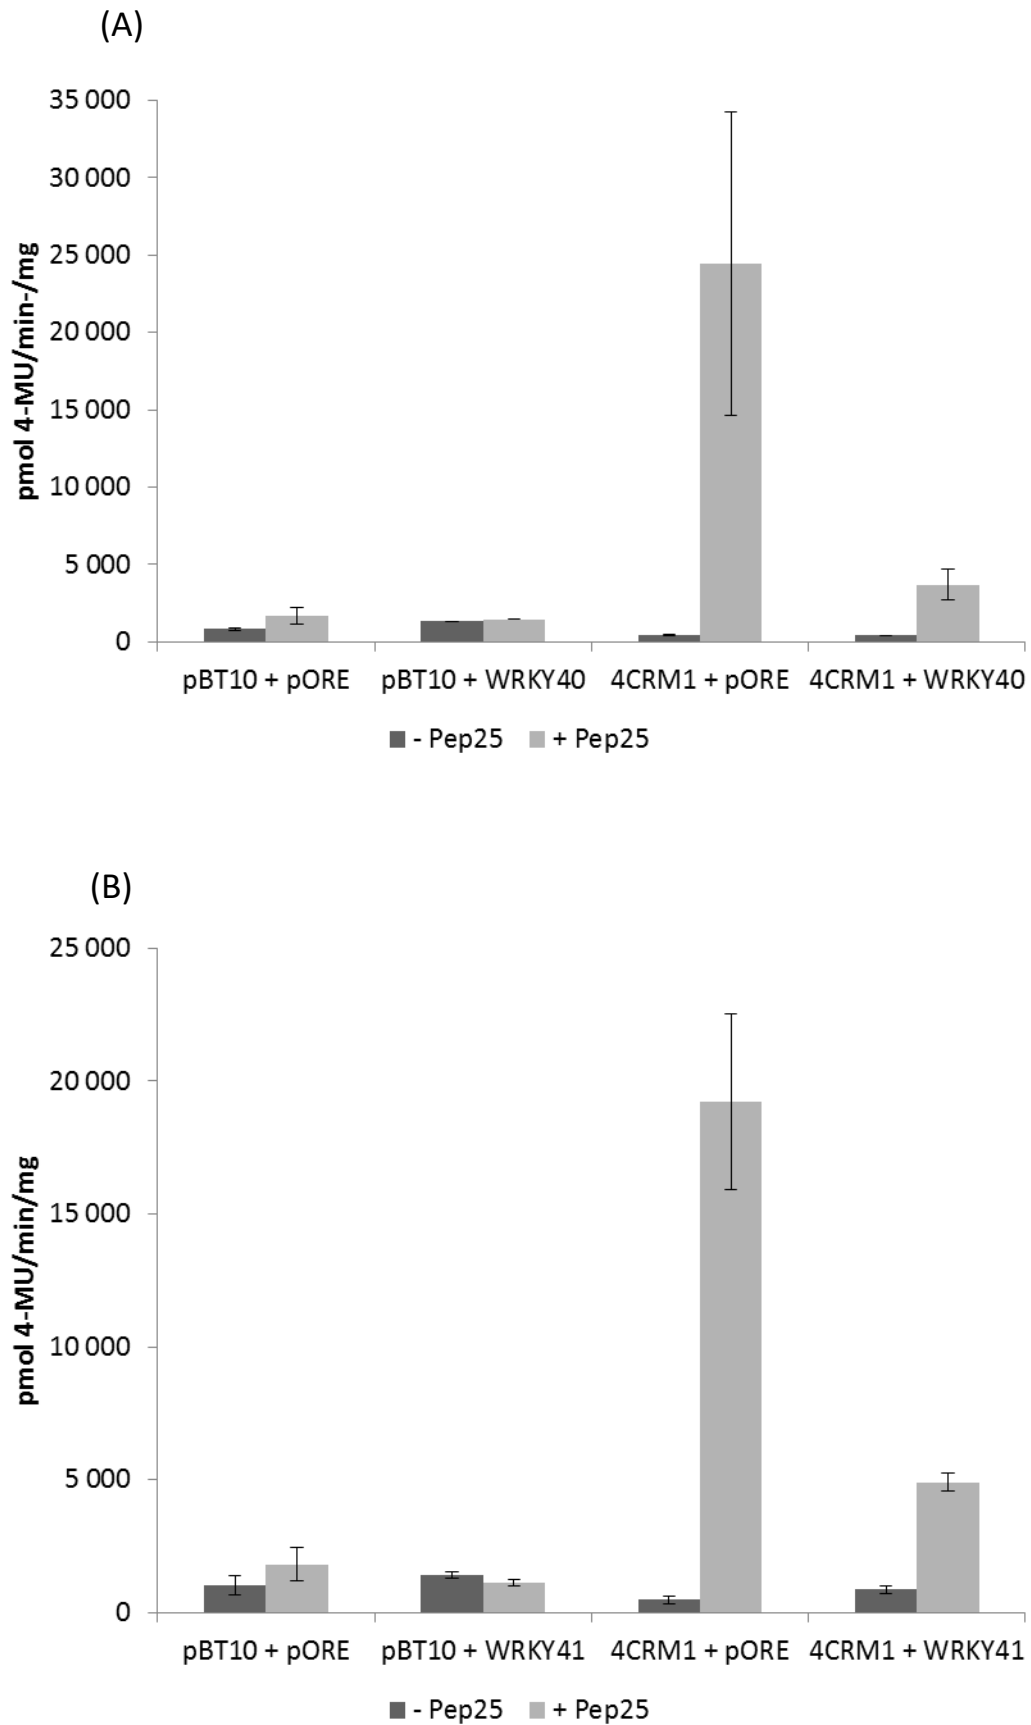 (A)
pmol 4-MU/min-/mg
35 000
30 000
25 000
20 000
15 000
10 000
5 000
0
pBT10 + pORE pBT10 + WRKY40 4CRM1 + pORE 4CRM1 + WRKY40
- Pep25 + Pep25
(B)
pmol 4-MU/min/mg
25 000
20 000
15 000
10 000
5 000
0
pBT10 + pORE pBT10 + WRKY41 4CRM1 + pORE 4CRM1 + WRKY41
- Pep25 + Pep25